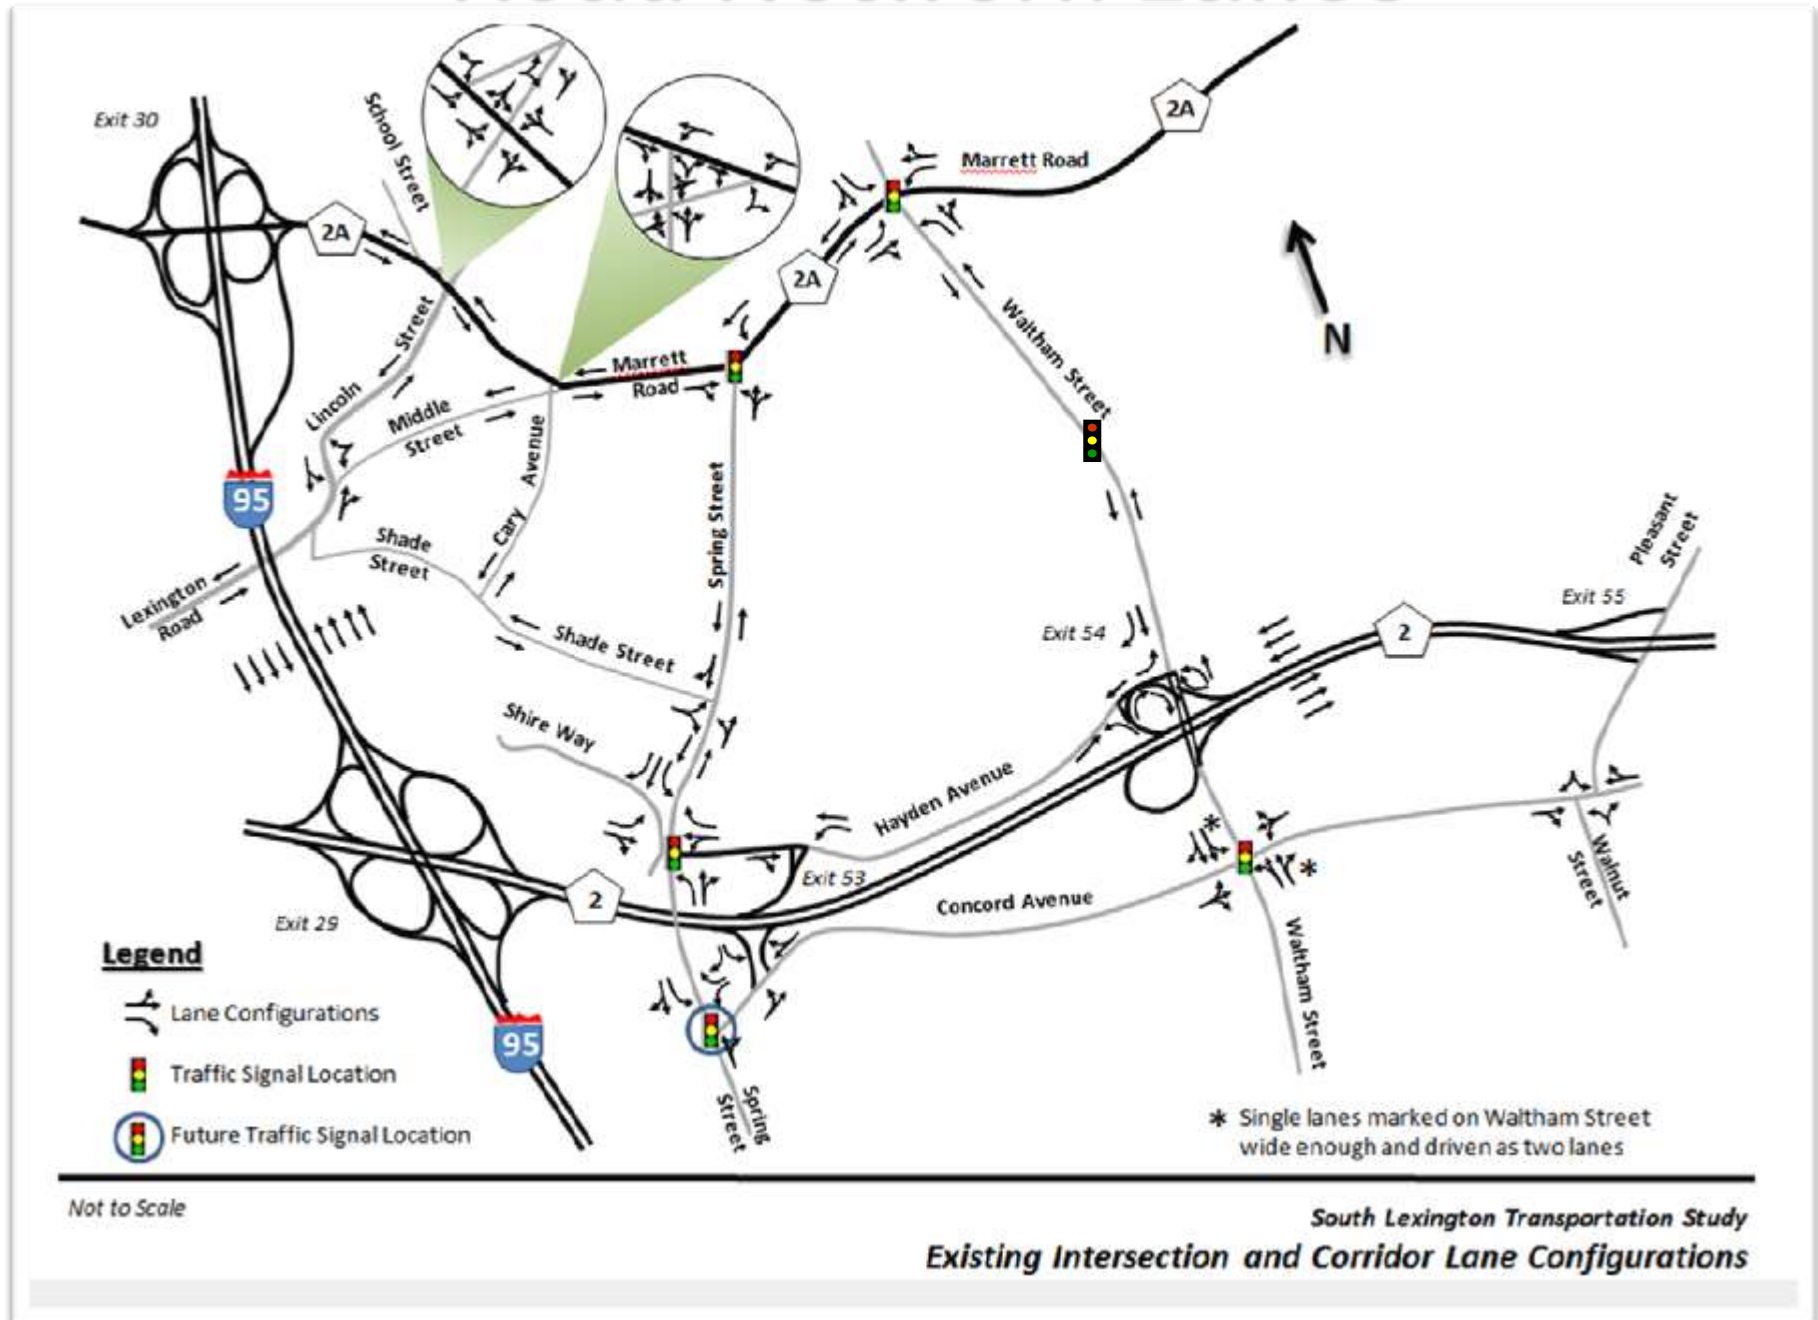 Exit 30
School Street
2A
2A
Marrett Road
2A
N
Waltham Street
Marrett
Road
Lincoln
Street
Middle
Street
Cary Avenue
Spring Street
95
Shade
Street
Lexington
Road
Shade Street
Shire Way
Exit 54
2
Exit 55
Pleasant
Street
Hayden Avenue
Exit 53
2
Exit 29
Concord Avenue
*
*
Walnut
Street
Waltham Street
Spring
Street
95
Legend
Lane Configurations
Traffic Signal Location
Future Traffic Signal Location
* Single lanes marked on Waltham Street
wide enough and driven as two lanes
Not to Scale
South Lexington Transportation Study
Existing Intersection and Corridor Lane Configurations